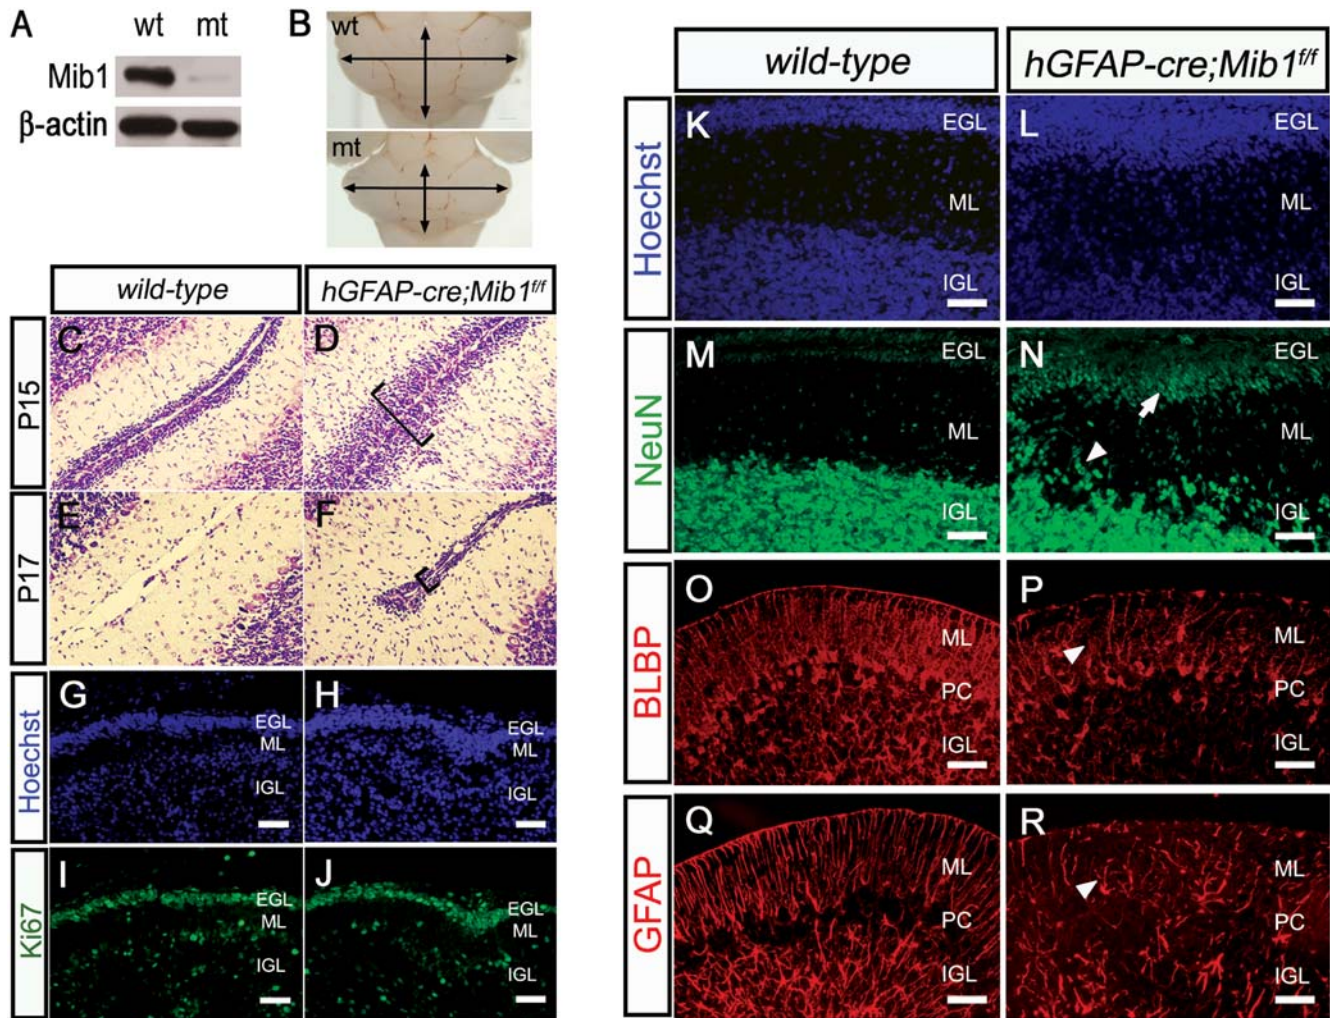 A
wt mt
Mib1
β-actin
B
wt
mt
wild-type hGFAP-cre;Mib1f/f
P15
C D
P17
E F
Hoechst
G EGL ML IGL
H EGL ML IGL
Ki67
I EGL ML IGL
J EGL ML IGL
wild-type hGFAP-cre;Mib1f/f
Hoechst
K EGL ML IGL
L EGL ML IGL
NeuN
M EGL ML IGL
N EGL ML IGL
BLBP
O ML PC IGL
P ML PC IGL
GFAP
Q ML PC IGL
R ML PC IGL